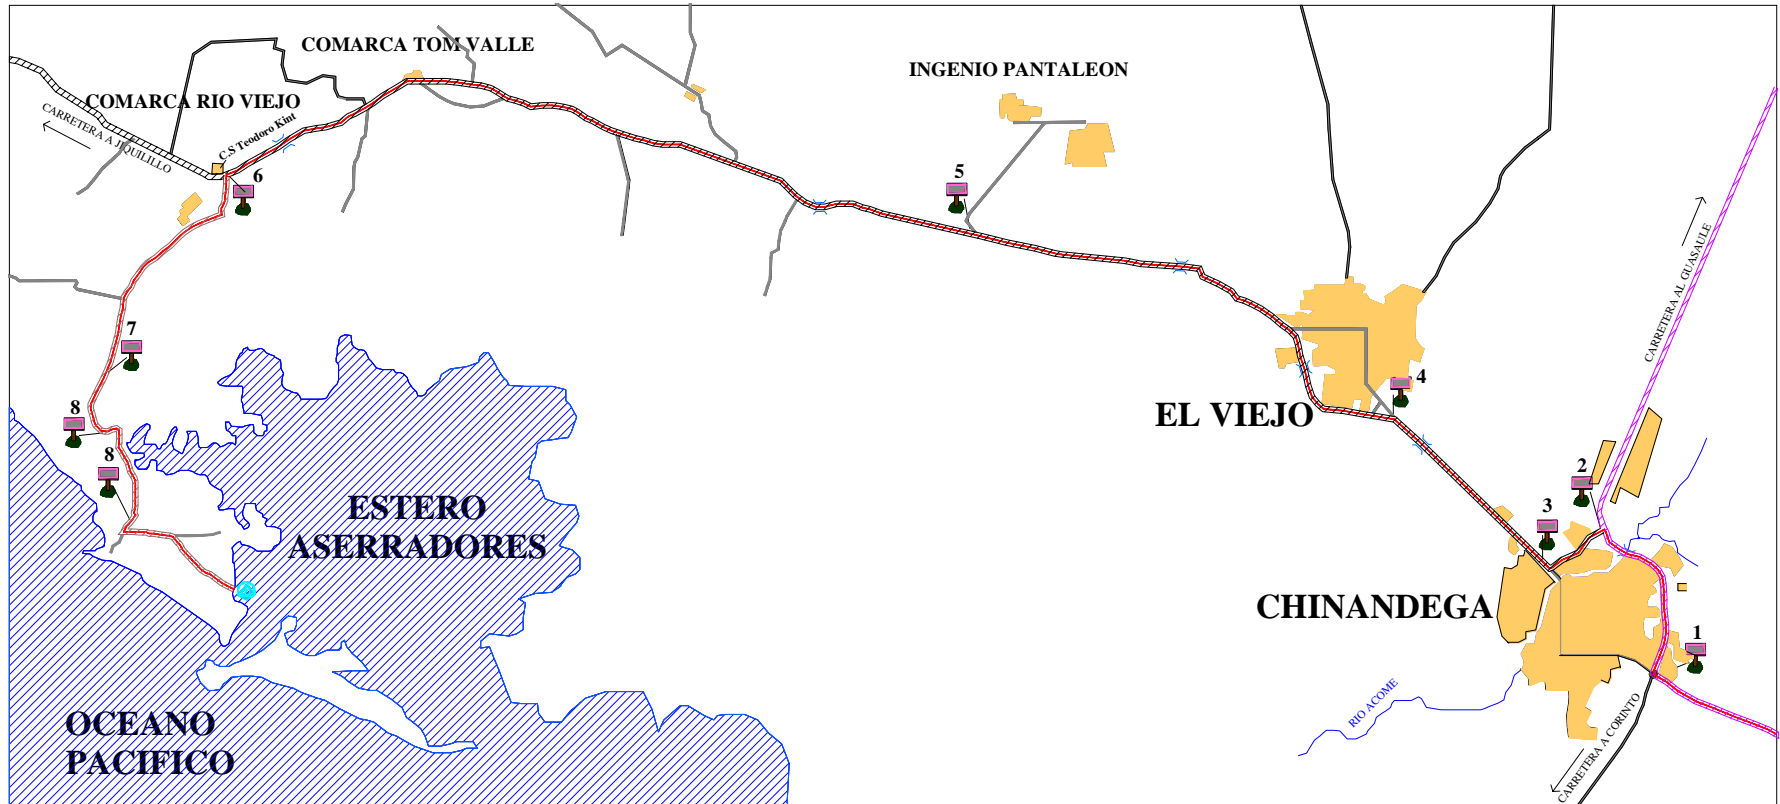 COMARCA TOM VALLE
INGENIO PANTALEON
COMARCA RIO VIEJO
CARRETERA A JIQUILILLO
C.S Teodoro Kint
6
5
CARRETERA AL GUASAULE
7
4
EL VIEJO
8
8
2
3
ESTERO
ASERRADORES
CHINANDEGA
1
RIO ACOME
CARRETERA A CORINTO
OCEANO
PACIFICO